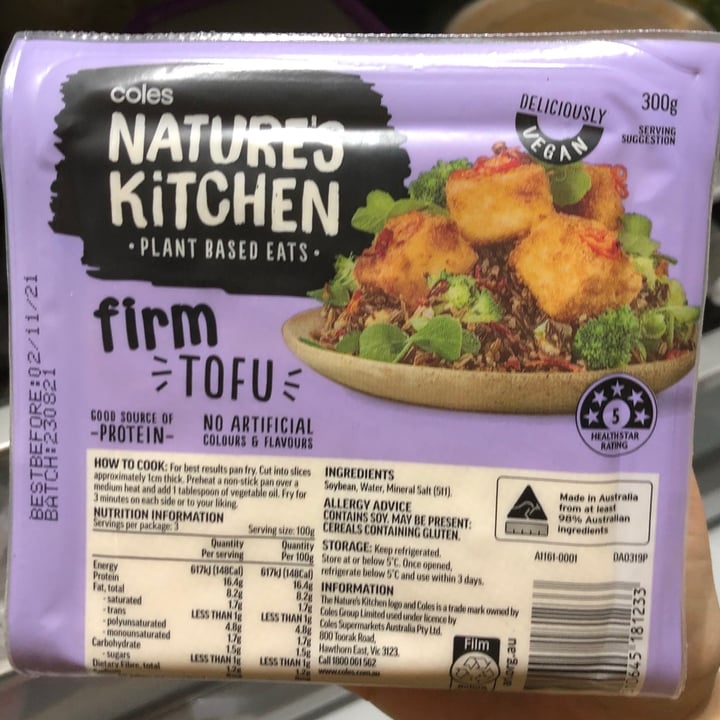 coles
NATURE'S
KiTCHEN
• PLANT BASED EATS •
DELICIOUSLY
VEGAN
300g
SERVING
SUGGESTION
firm
TOFU
GOOD SOURCE OF
-PROTEIN-
NO ARTIFICIAL
COLOURS & FLAVOURS
5
HEALTH STAR
RATING
BESTBEFORE:02/11/21
BATCH:230821
HOW TO COOK: For best results pan fry. Cut into slices
approximately 1cm thick. Preheat a non-stick pan over a
medium heat and add 1 tablespoon of vegetable oil. Fry for
3 minutes on each side or to your liking.
NUTRITION INFORMATION
Servings per package: 3 Serving size: 100g
Quantity Quantity
Per serving Per 100g
Energy 617kJ (148Cal) 617kJ (148Cal)
Protein 16.4g 16.4g
Fat, total 8.2g 8.2g
- saturated 1.7g 1.7g
- trans LESS THAN 1g LESS THAN 1g
- polyunsaturated 4.8g 4.8g
- monounsaturated 1.7g 1.7g
Carbohydrate 1.5g 1.5g
- sugars LESS THAN 1g LESS THAN 1g
Dietary Fibre, total 1.2g 1.2g
INGREDIENTS
Soybean, Water, Mineral Salt (511).
ALLERGY ADVICE
CONTAINS SOY. MAY BE PRESENT:
CEREALS CONTAINING GLUTEN.
STORAGE: Keep refrigerated.
Store at or below 5°C. Once opened,
refrigerate below 5°C and use within 3 days.
INFORMATION
The Nature's Kitchen logo and Coles is a trade mark owned by
Coles Group Limited used under licence by
Coles Supermarkets Australia Pty Ltd.
800 Toorak Road,
Hawthorn East, Vic 3123.
Call 1800 061 562
www.coles.com.au
Made in Australia
from at least
98% Australian
ingredients
A1161-0001 DA0319P
Film
.org.au
0645 181233